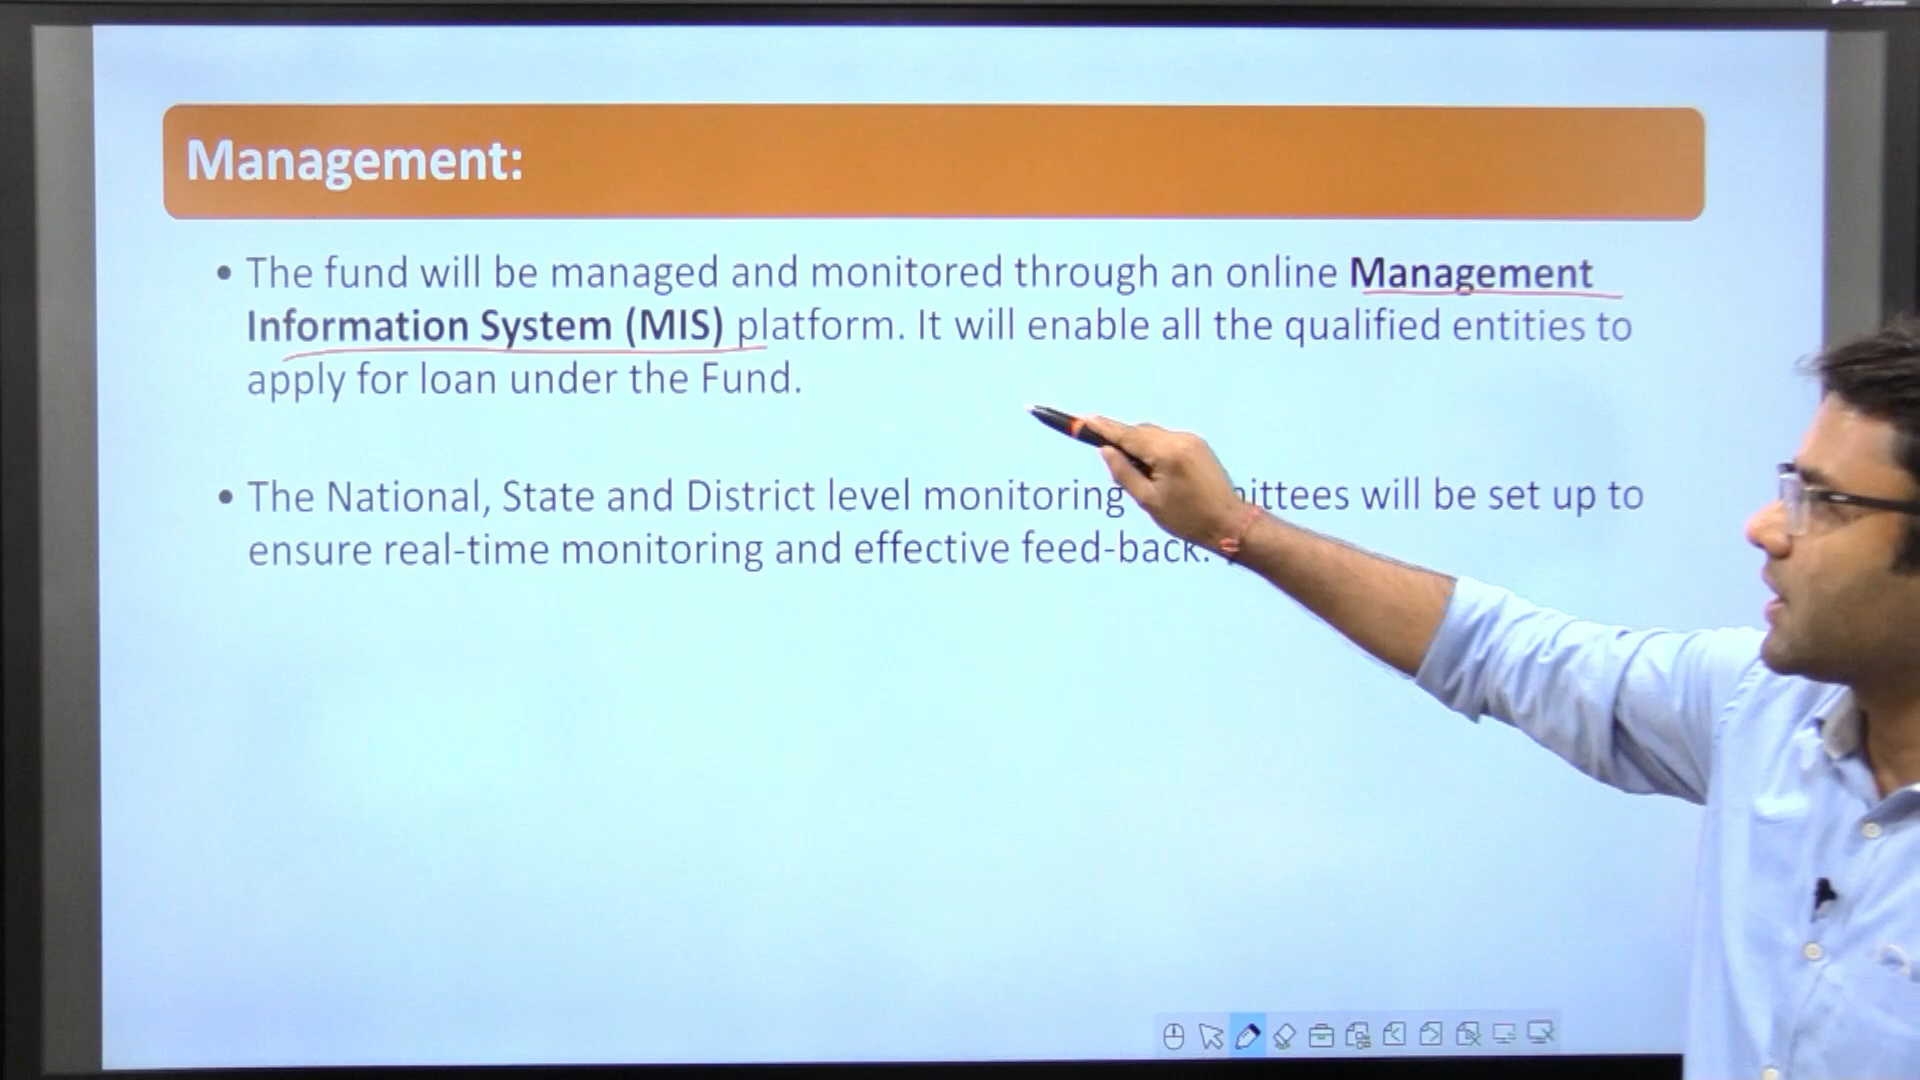 Management:
• The fund will be managed and monitored through an online Management
Information System (MIS) platform. It will enable all the qualified entities to
apply for loan under the Fund.
• The National, State and District level monitoring ittees will be set up to
ensure real-time monitoring and effective feed-back.